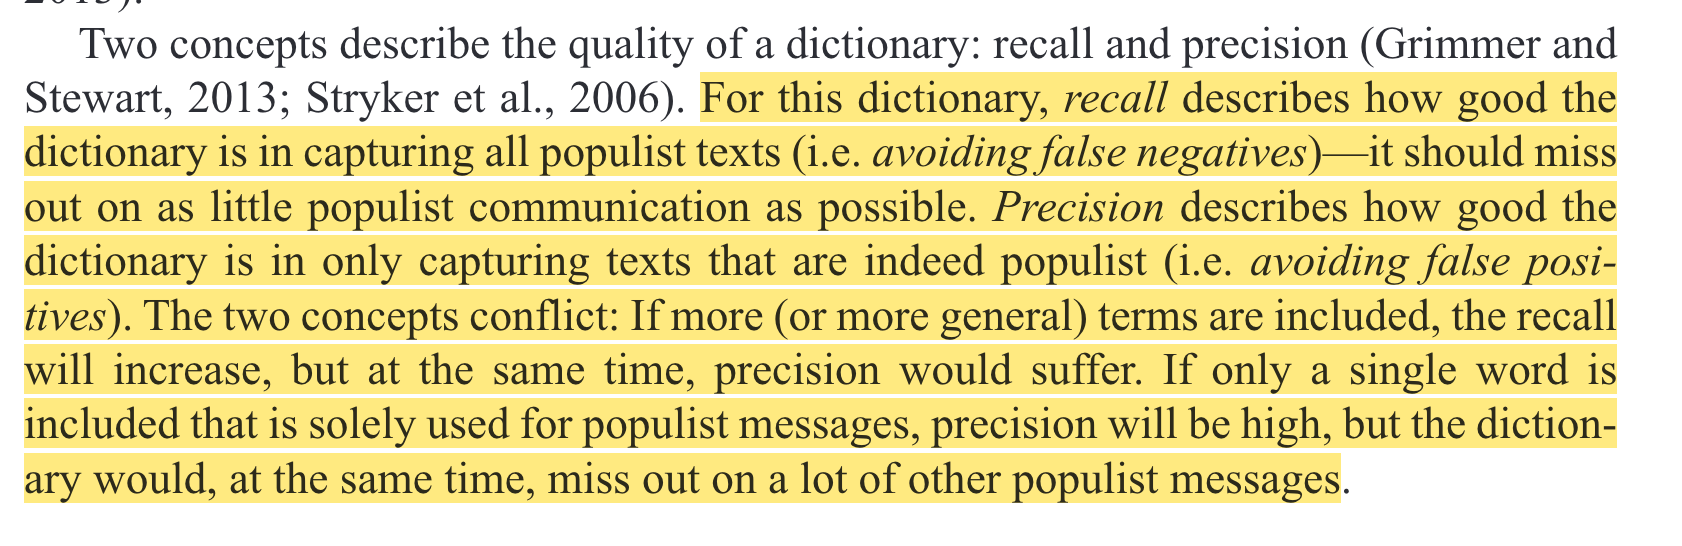 2013).
Two concepts describe the quality of a dictionary: recall and precision (Grimmer and
Stewart, 2013; Stryker et al., 2006). For this dictionary, recall describes how good the
dictionary is in capturing all populist texts (i.e. avoiding false negatives)—it should miss
out on as little populist communication as possible. Precision describes how good the
dictionary is in only capturing texts that are indeed populist (i.e. avoiding false posi-
tives). The two concepts conflict: If more (or more general) terms are included, the recall
will increase, but at the same time, precision would suffer. If only a single word is
included that is solely used for populist messages, precision will be high, but the diction-
ary would, at the same time, miss out on a lot of other populist messages.